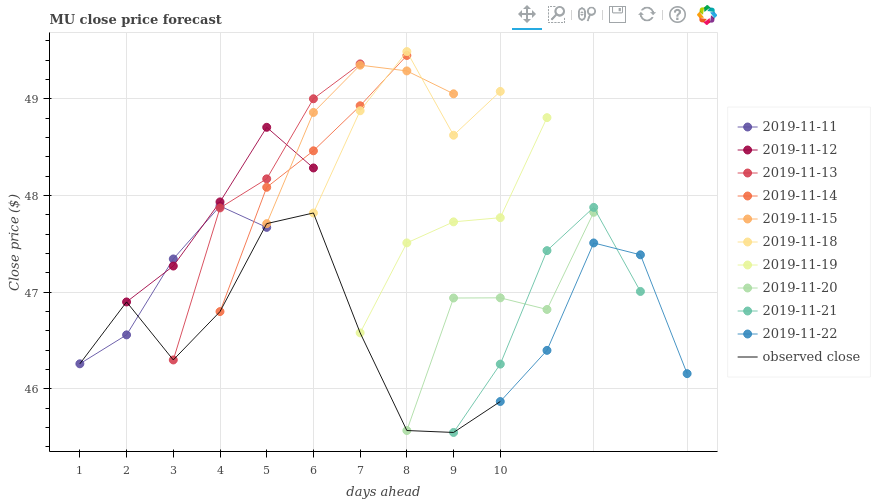 MU close price forecast
49
48
47
46
Close price ($)
1 2 3 4 5 6 7 8 9 10
days ahead
2019-11-11
2019-11-12
2019-11-13
2019-11-14
2019-11-15
2019-11-18
2019-11-19
2019-11-20
2019-11-21
2019-11-22
observed close